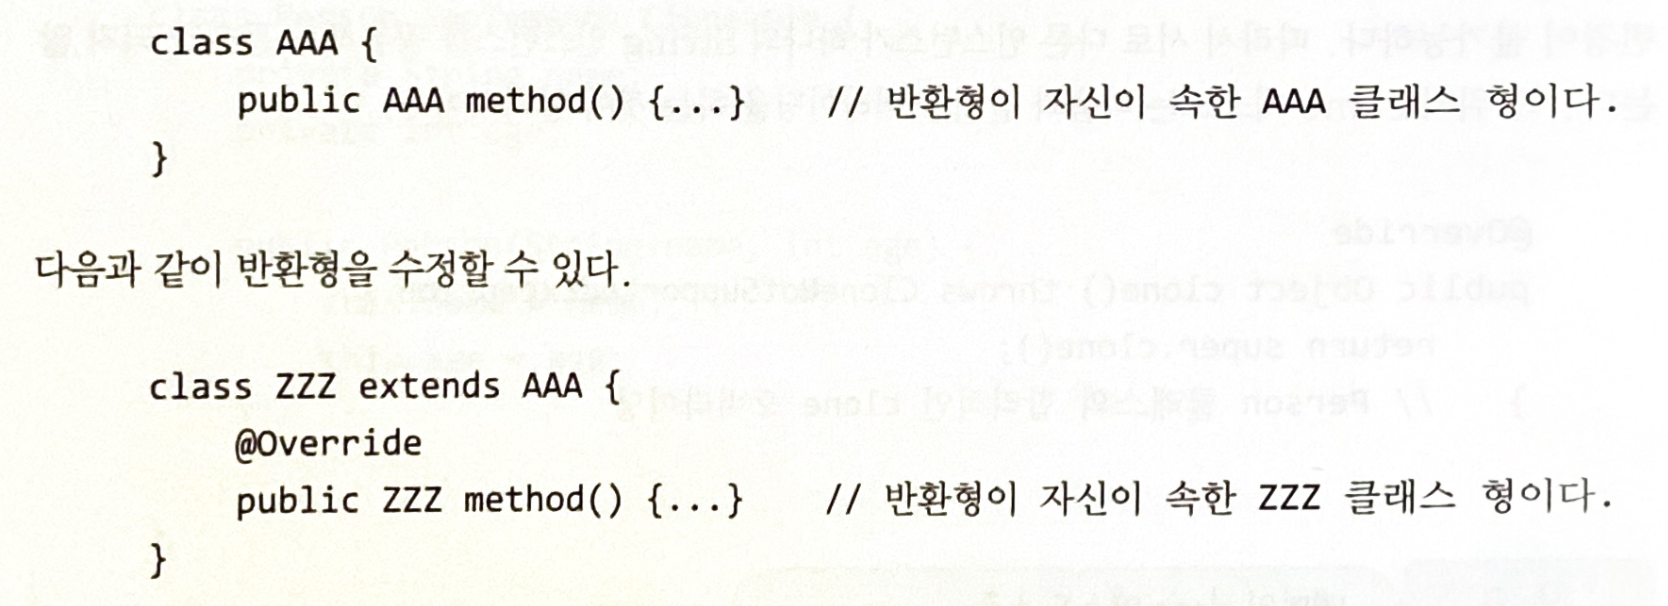 class AAA {
    public AAA method() {...}    // 반환형이 자신이 속한 AAA 클래스 형이다.
}
다음과 같이 반환형을 수정할 수 있다.
class ZZZ extends AAA {
    @Override
    public ZZZ method() {...}    // 반환형이 자신이 속한 ZZZ 클래스 형이다.
}